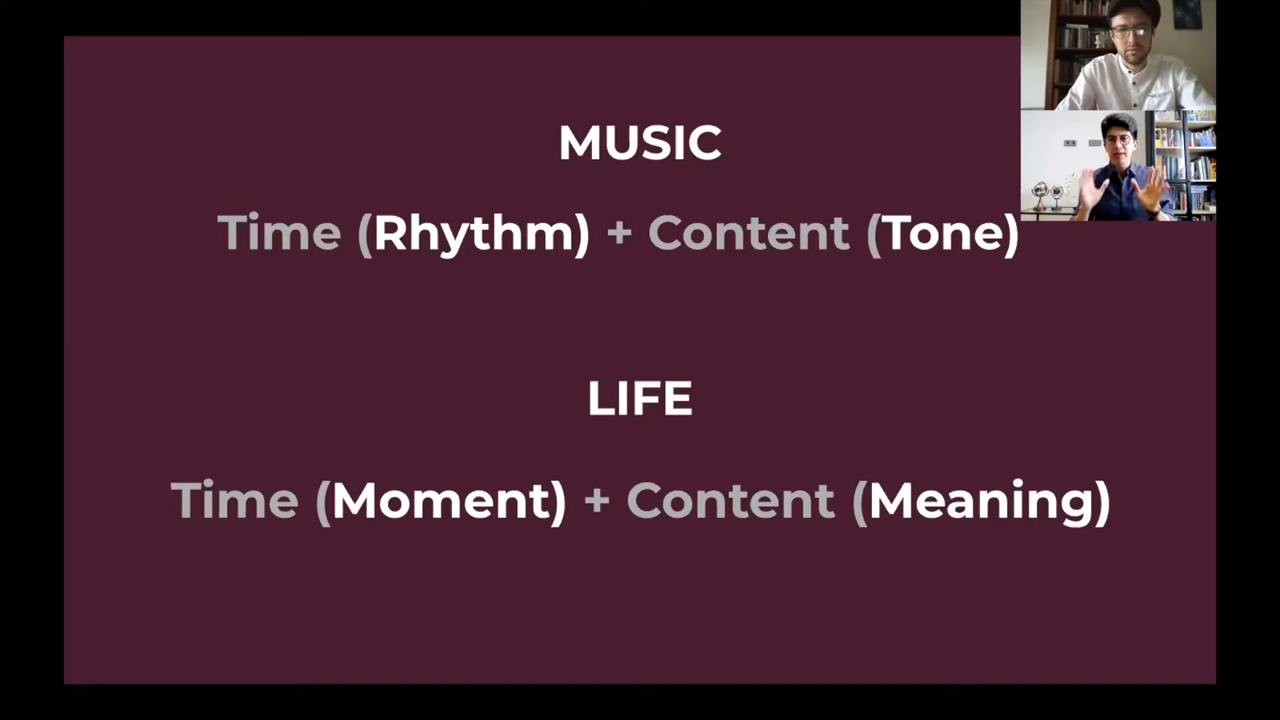 MUSIC
Time (Rhythm) + Content (Tone)
LIFE
Time (Moment) + Content (Meaning)